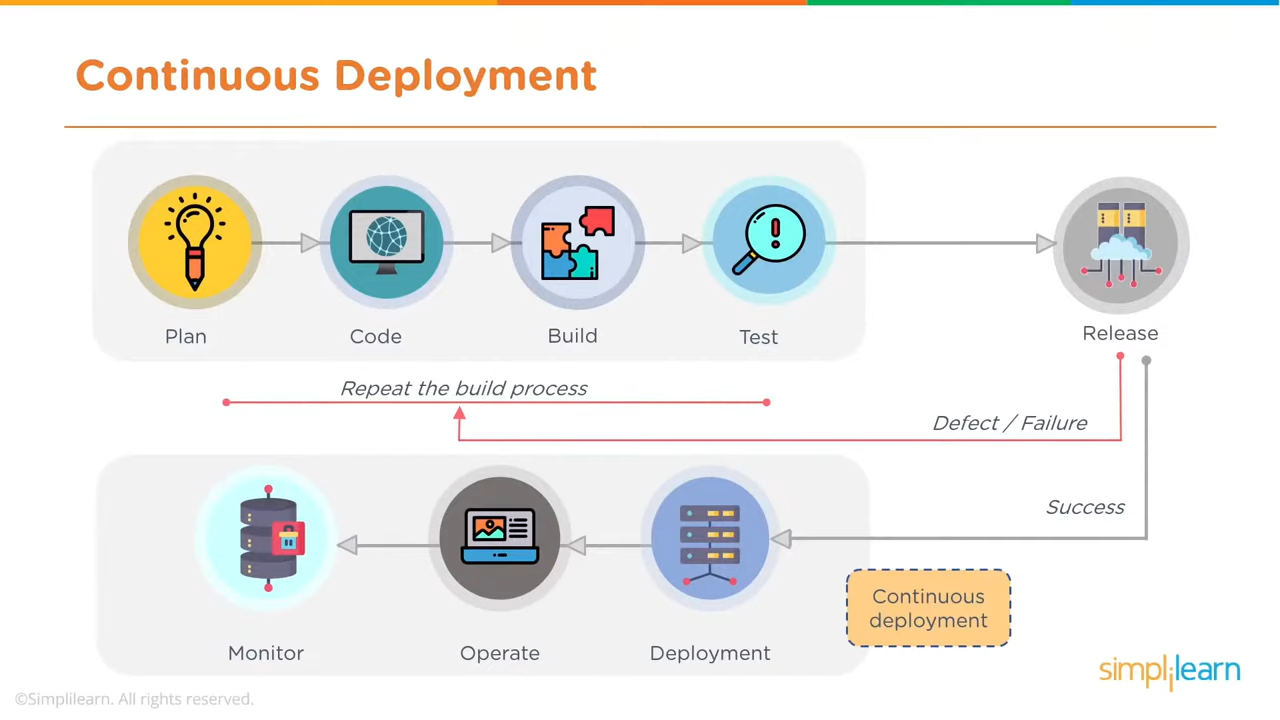 Continuous Deployment
Plan
Code
Build
Test
Release
Repeat the build process
Defect / Failure
Success
Continuous
deployment
Monitor
Operate
Deployment
simplilearn
©Simplilearn. All rights reserved.